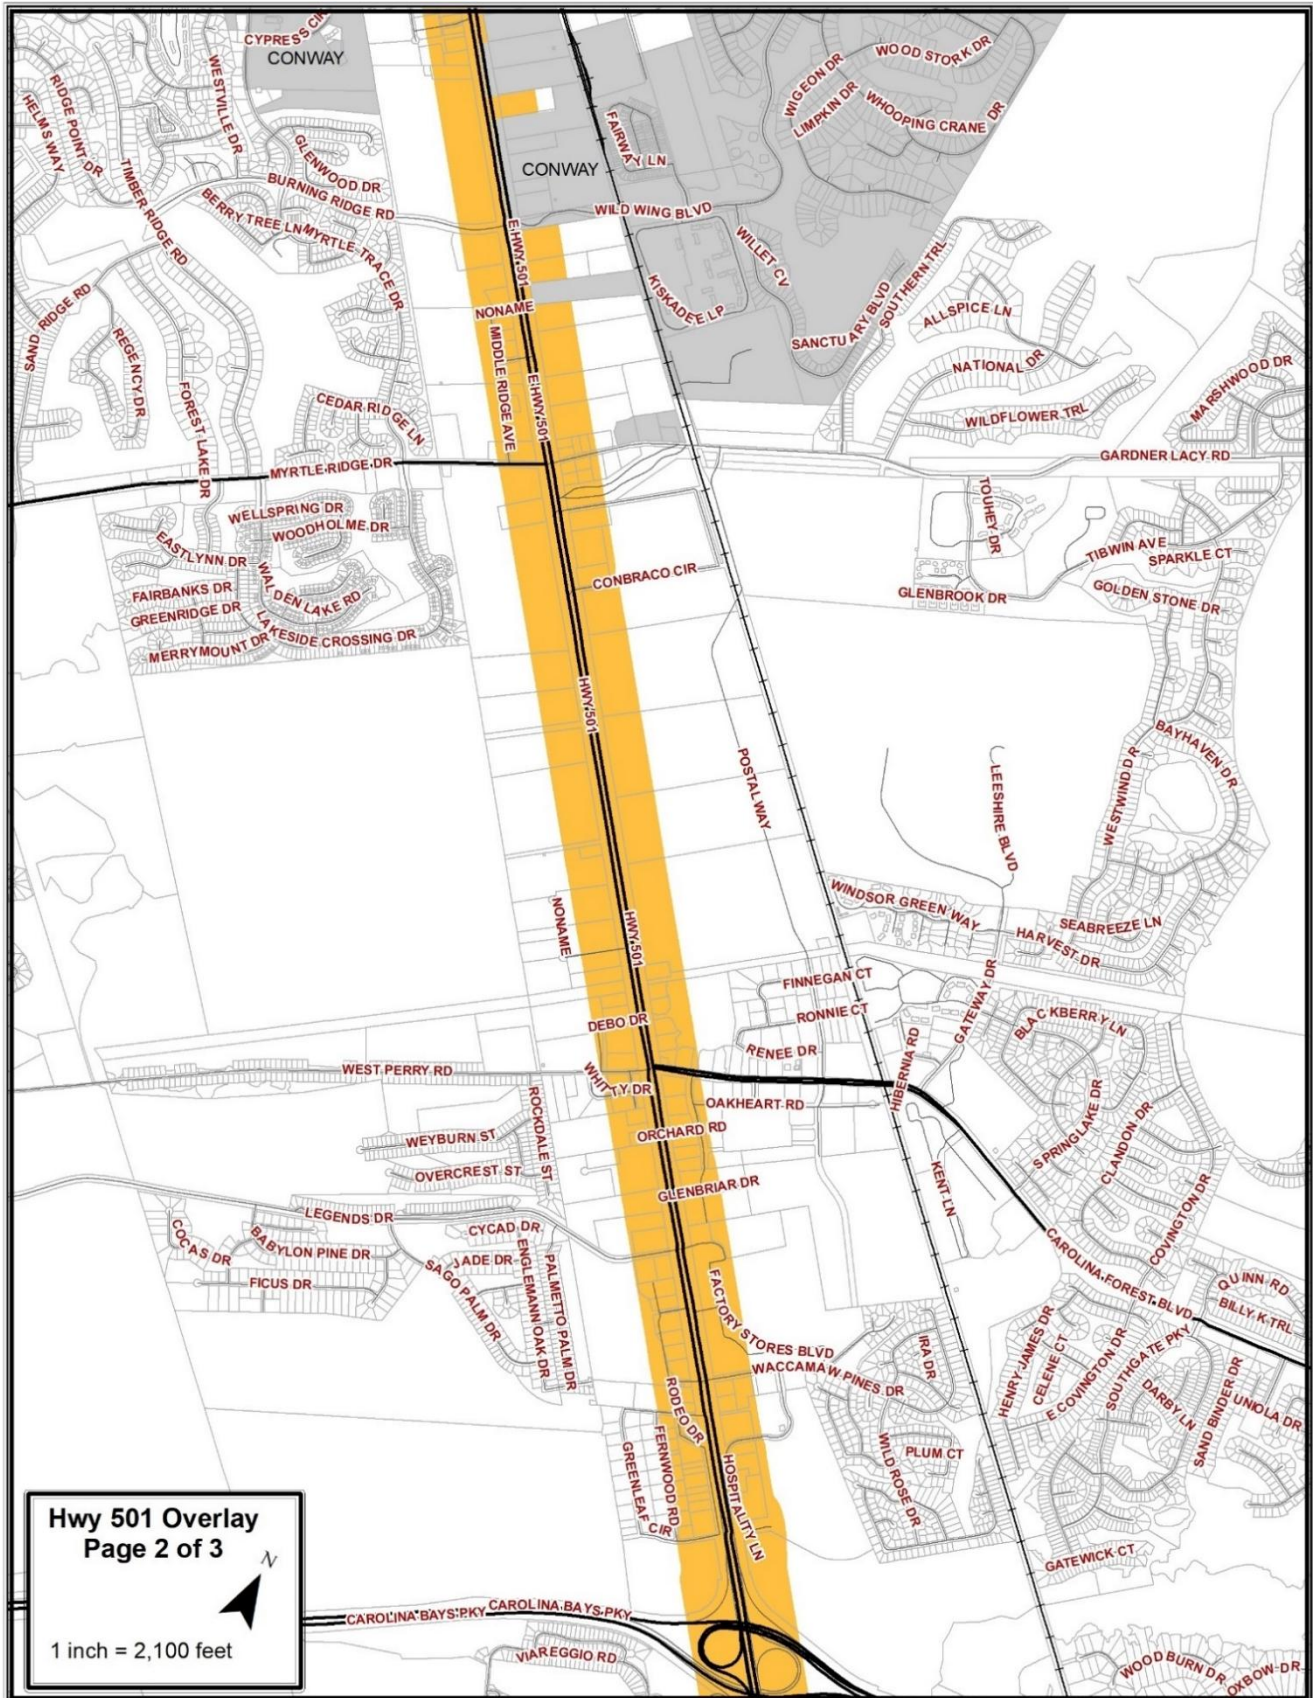 CYPRESS CIR
CONWAY
WOOD STORK DR
WIGEON DR
LIMPKIN DR
WHOOPING CRANE DR
RIDGE POINT DR
HELMS WAY
WESTVILLE DR
GLENWOOD DR
FAIRWAY LN
CONWAY
TIMBER RIDGE RD
BURNING RIDGE RD
BERRY TREE LN
MYRTLE TRACE DR
WILD WING BLVD
E HWY 501
WILLET CV
KISKADEE LP
SOUTHERN TRL
SANCTUARY BLVD
SAND RIDGE RD
NONAME
ALLSPICE LN
REGENCY DR
MIDDLE RIDGE AVE
E HWY 501
NATIONAL DR
MARSHWOOD DR
FOREST LAKE DR
CEDAR RIDGE LN
WILDFLOWER TRL
MYRTLE RIDGE DR
GARDNER LACY RD
WELLSPRING DR
WOODHOLME DR
TOUHEY DR
EASTLYNN DR
TIBWIN AVE
SPARKLE CT
CONBRACO CIR
FAIRBANKS DR
WALDEN LAKE RD
GLENBROOK DR
GOLDEN STONE DR
GREENRIDGE DR
LAKESIDE CROSSING DR
MERRYMOUNT DR
HWY 501
POSTAL WAY
BAYHAVEN DR
WESTWIND DR
LEESHIRE BLVD
WINDSOR GREEN WAY
NONAME
HWY 501
SEABREEZE LN
HARVEST DR
FINNEGAN CT
GATEWAY DR
RONNIE CT
DEBO DR
BLACKBERRY LN
RENEE DR
HIBERNIA RD
WEST PERRY RD
WHITTY DR
OAKHEART RD
ROCKDALE ST
SPRING LAKE DR
CLANDON DR
WEYBURN ST
ORCHARD RD
OVERCREST ST
GLENBRIAR DR
KENT LN
COVINGTON DR
LEGENDS DR
COCAS DR
BABYLON PINE DR
CYCAD DR
JADE DR
FICUS DR
SAGO PALM DR
ENGLEMANN OAK DR
PALMETTO PALM DR
CAROLINA FOREST BLVD
QUINN RD
BILLY K TRL
FACTORY STORES BLVD
WACCAMAW PINES DR
IRA DR
HENRY JAMES DR
CELENE CT
E COVINGTON DR
SOUTHGATE PKY
DARBY LN
SAND BINDER DR
UNIOLA DR
RODEO DR
FERNWOOD RD
GREENLEAF CIR
HOSPITALITY LN
WILD ROSE DR
PLUM CT
GATEWICK CT
Hwy 501 Overlay
Page 2 of 3
N
1 inch = 2,100 feet
CAROLINA BAYS PKY
CAROLINA BAYS PKY
VIAREGGIO RD
WOODBURN DR
OXBOW DR